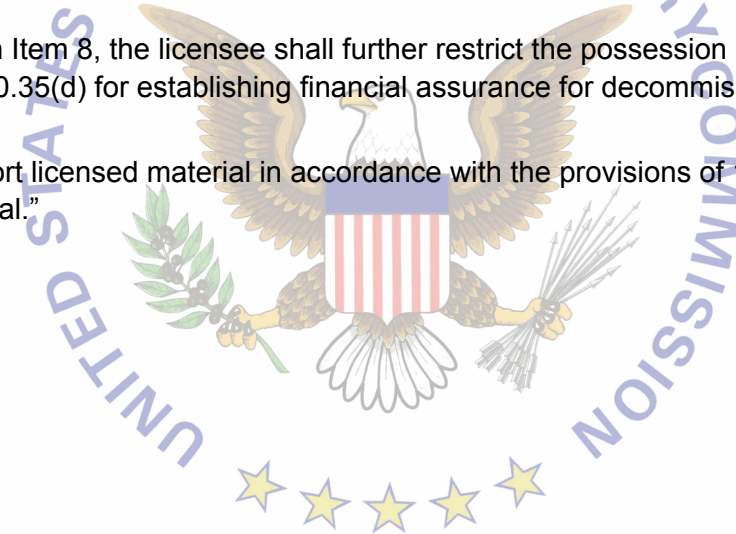 Item 8, the licensee shall further restrict the possession
0.35(d) for establishing financial assurance for
licensed material in accordance with the provisions of
al.”
UNITED STATES
Y COMMISSION